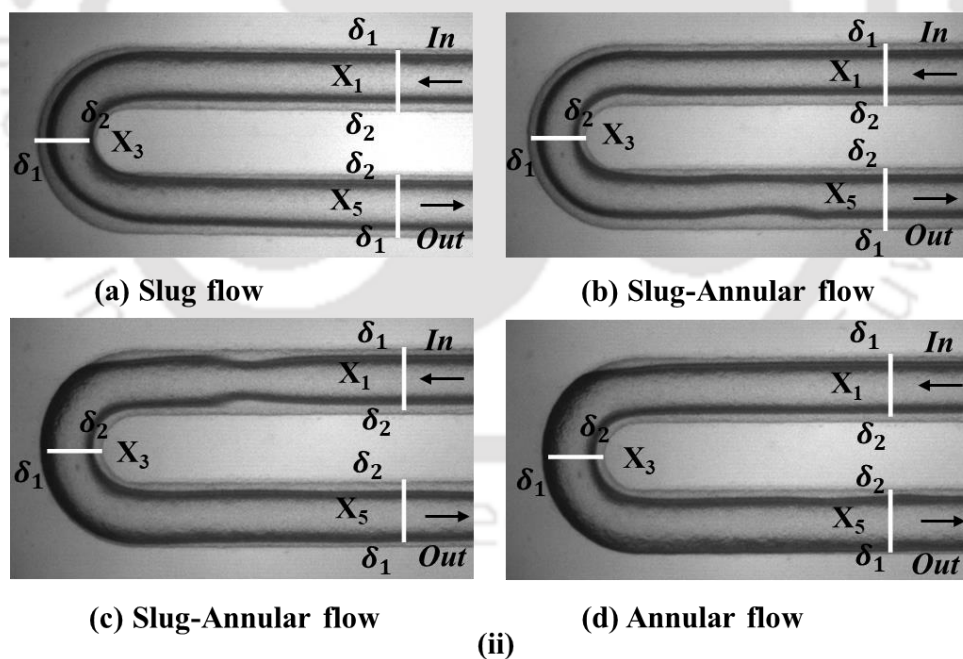 δ₁ In
X₁
δ₂ δ₂
X₃
δ₁ δ₂
X₅
δ₁ Out
(a) Slug flow
δ₁ In
X₁
δ₂ δ₂
X₃
δ₁ δ₂
X₅
δ₁ Out
(b) Slug-Annular flow
δ₁ In
X₁
δ₂ δ₂
X₃
δ₁ δ₂
X₅
δ₁ Out
(c) Slug-Annular flow
δ₁ In
X₁
δ₂ δ₂
X₃
δ₁ δ₂
X₅
δ₁ Out
(d) Annular flow
(ii)